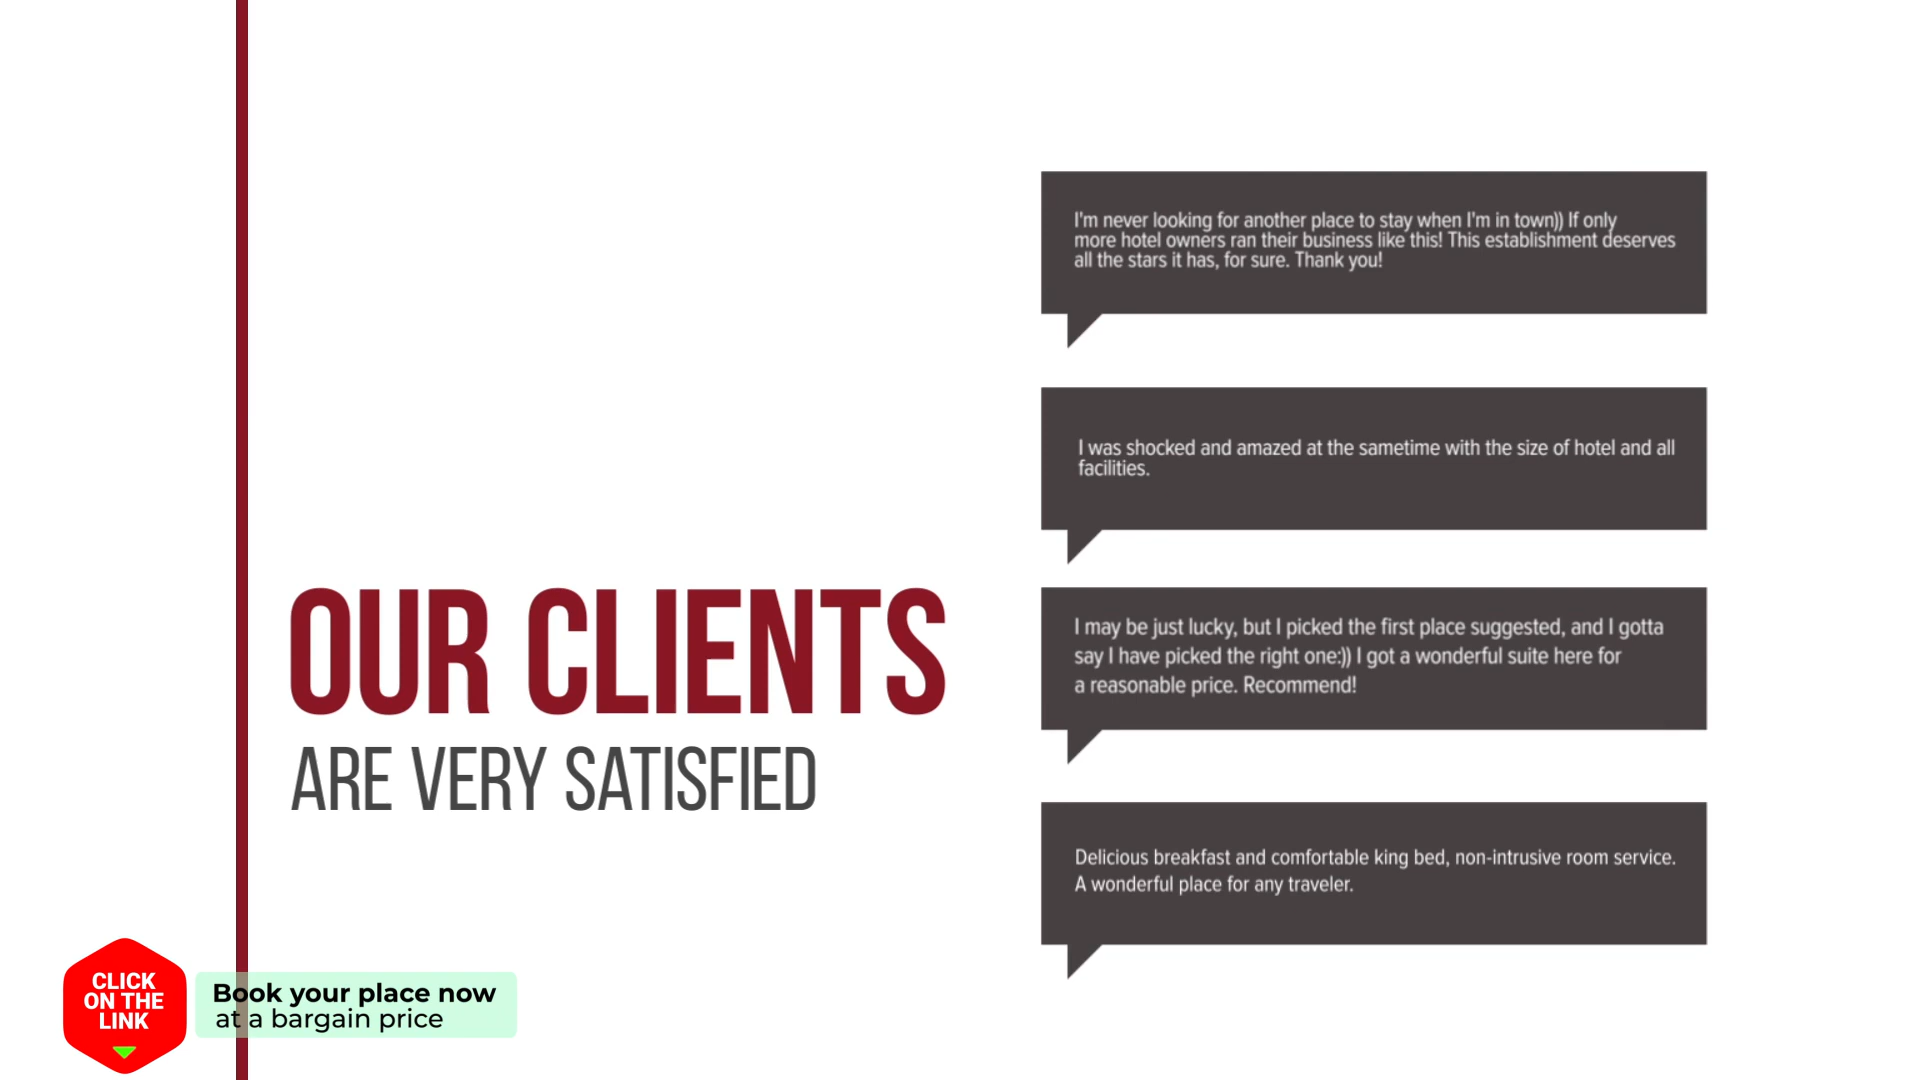 I'm never looking for another place to stay when I'm in town)) If only
more hotel owners ran their business like this! This establishment deserves
all the stars it has, for sure. Thank you!
I was shocked and amazed at the sametime with the size of hotel and all
facilities.
I may be just lucky, but I picked the first place suggested, and I gotta
say I have picked the right one:)) I got a wonderful suite here for
a reasonable price. Recommend!
Delicious breakfast and comfortable king bed, non-intrusive room service.
A wonderful place for any traveler.
OUR CLIENTS
ARE VERY SATISFIED
CLICK
ON THE
LINK
Book your place now
at a bargain price